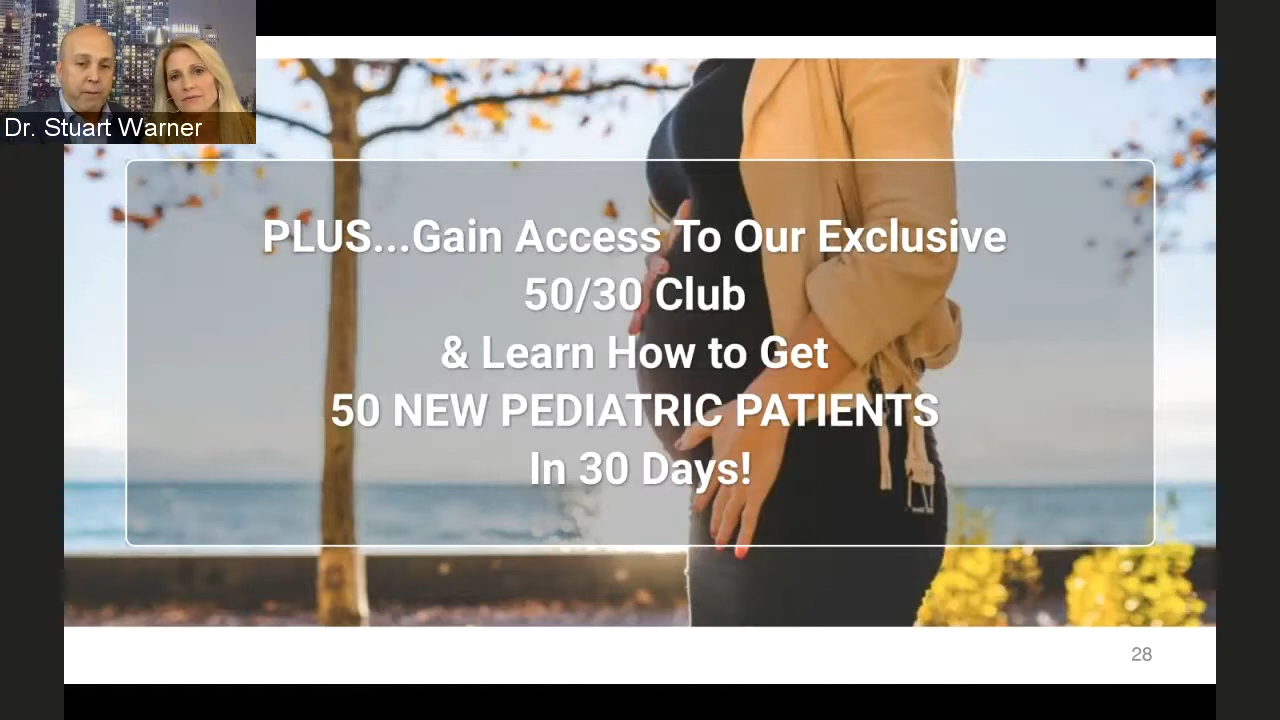 Dr. Stuart Warner
PLUS...Gain Access To Our Exclusive
50/30 Club
& Learn How to Get
50 NEW PEDIATRIC PATIENTS
In 30 Days!
28